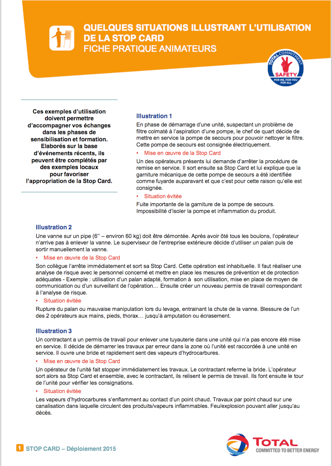 QUELQUES SITUATIONS ILLUSTRANT L'UTILISATION
DE LA STOP CARD
FICHE PRATIQUE ANIMATEURS
SAFETY
FOR ME, FOR YOU,
FOR ALL
Ces exemples d'utilisation
doivent permettre
d'accompagner vos échanges
dans les phases de
sensibilisation et formation.
Elaborés sur la base
d'événements récents, ils
peuvent être complétés par
des exemples locaux
pour favoriser
l'appropriation de la Stop Card.
Illustration 1
En phase de démarrage d'une unité, suspectant un problème de
filtre colmaté à l'aspiration d'une pompe, le chef de quart décide de
mettre en service la pompe de secours pour pouvoir nettoyer le filtre.
Cette pompe de secours est consignée électriquement.
• Mise en œuvre de la Stop Card
Un des opérateurs présents lui demande d'arrêter la procédure de
remise en service. Il sort ensuite sa Stop Card et lui explique que la
garniture mécanique de cette pompe de secours a été identifiée
comme fuyarde auparavant et que c'est pour cette raison qu'elle est
consignée.
• Situation évitée
Fuite importante de la garniture de la pompe de secours.
Impossibilité d'isoler la pompe et inflammation du produit.
Illustration 2
Une vanne sur un pipe (6'' – environ 60 kg) doit être démontée. Après avoir ôté tous les boulons, l'opérateur
n'arrive pas à enlever la vanne. Le superviseur de l'entreprise extérieure décide d'utiliser un palan puis de
sortir manuellement la vanne.
• Mise en œuvre de la Stop Card
Son collègue l'arrête immédiatement et sort sa Stop Card. Cette opération est inhabituelle. Il faut réaliser une
analyse de risque avec le personnel concerné et mettre en place les mesures de prévention et de protection
adéquates - Exemple : utilisation d'un palan adapté, formation à son utilisation, mise en place de moyen de
communication ou d'un surveillant de l'opération… Ensuite créer un nouveau permis de travail correspondant
à l'analyse de risque.
• Situation évitée
Rupture du palan ou mauvaise manipulation lors du levage, entrainant la chute de la vanne. Blessure de l'un
des 2 opérateurs aux mains, pieds, thorax… jusqu'à amputation ou écrasement.
Illustration 3
Un contractant a un permis de travail pour enlever une tuyauterie dans une unité qui n'a pas encore été mise
en service. Il décide de démarrer les travaux par erreur dans la zone où l'unité est raccordée à une unité en
service. Il ouvre une bride et rapidement sent des vapeurs d'hydrocarbures.
• Mise en œuvre de la Stop Card
Un opérateur de l'unité fait stopper immédiatement les travaux. Le contractant referme la bride. L'opérateur
sort alors sa Stop Card et ensemble, avec le contractant, ils relisent le permis de travail. Ils font ensuite le tour
de l'unité pour vérifier les consignations.
• Situation évitée
Les vapeurs d'hydrocarbures s'enflamment au contact d'un point chaud. Travaux par point chaud sur une
canalisation dans laquelle circulent des produits/vapeurs inflammables. Feu/explosion pouvant aller jusqu'au
décès.
1 STOP CARD – Déploiement 2015
TOTAL
COMMITTED TO BETTER ENERGY